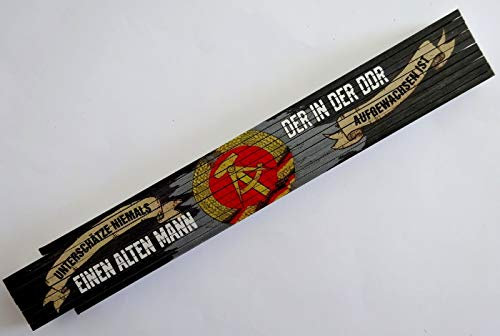 UNTERSCHÄTZE NIEMALS
EINEN ALTEN MANN
DER IN DER DDR
AUFGEWACHSEN IST